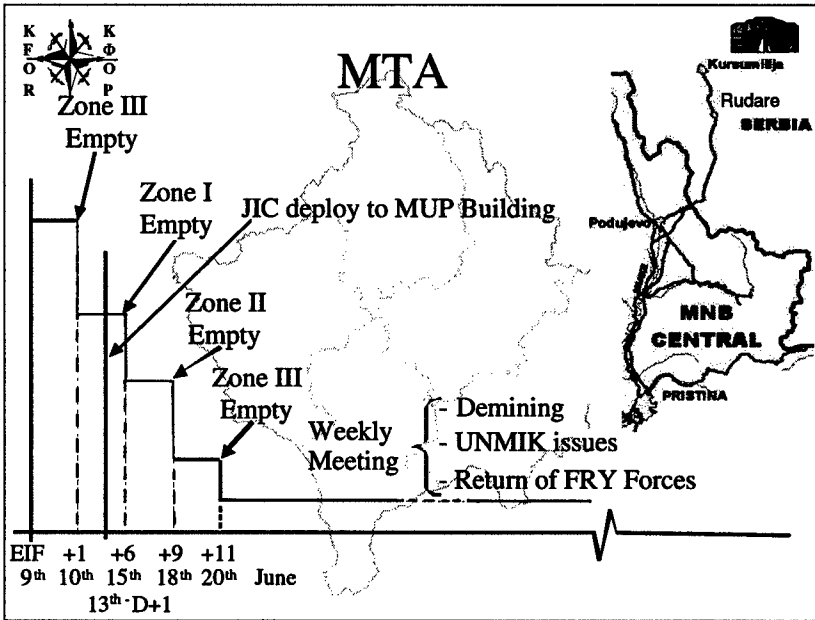 KFOR
КФОР
MTA
Zone III
Empty
Zone I
Empty
JIC deploy to MUP Building
Zone II
Empty
Zone III
Empty
Weekly
Meeting
- Demining
- UNMIK issues
- Return of FRY Forces
EIF +1 +6 +9 +11
9th 10th 15th 18th 20th June
13th - D+1
Kursumlija
Rudare
SERBIA
Podujevo
MNB
CENTRAL
PRISTINA